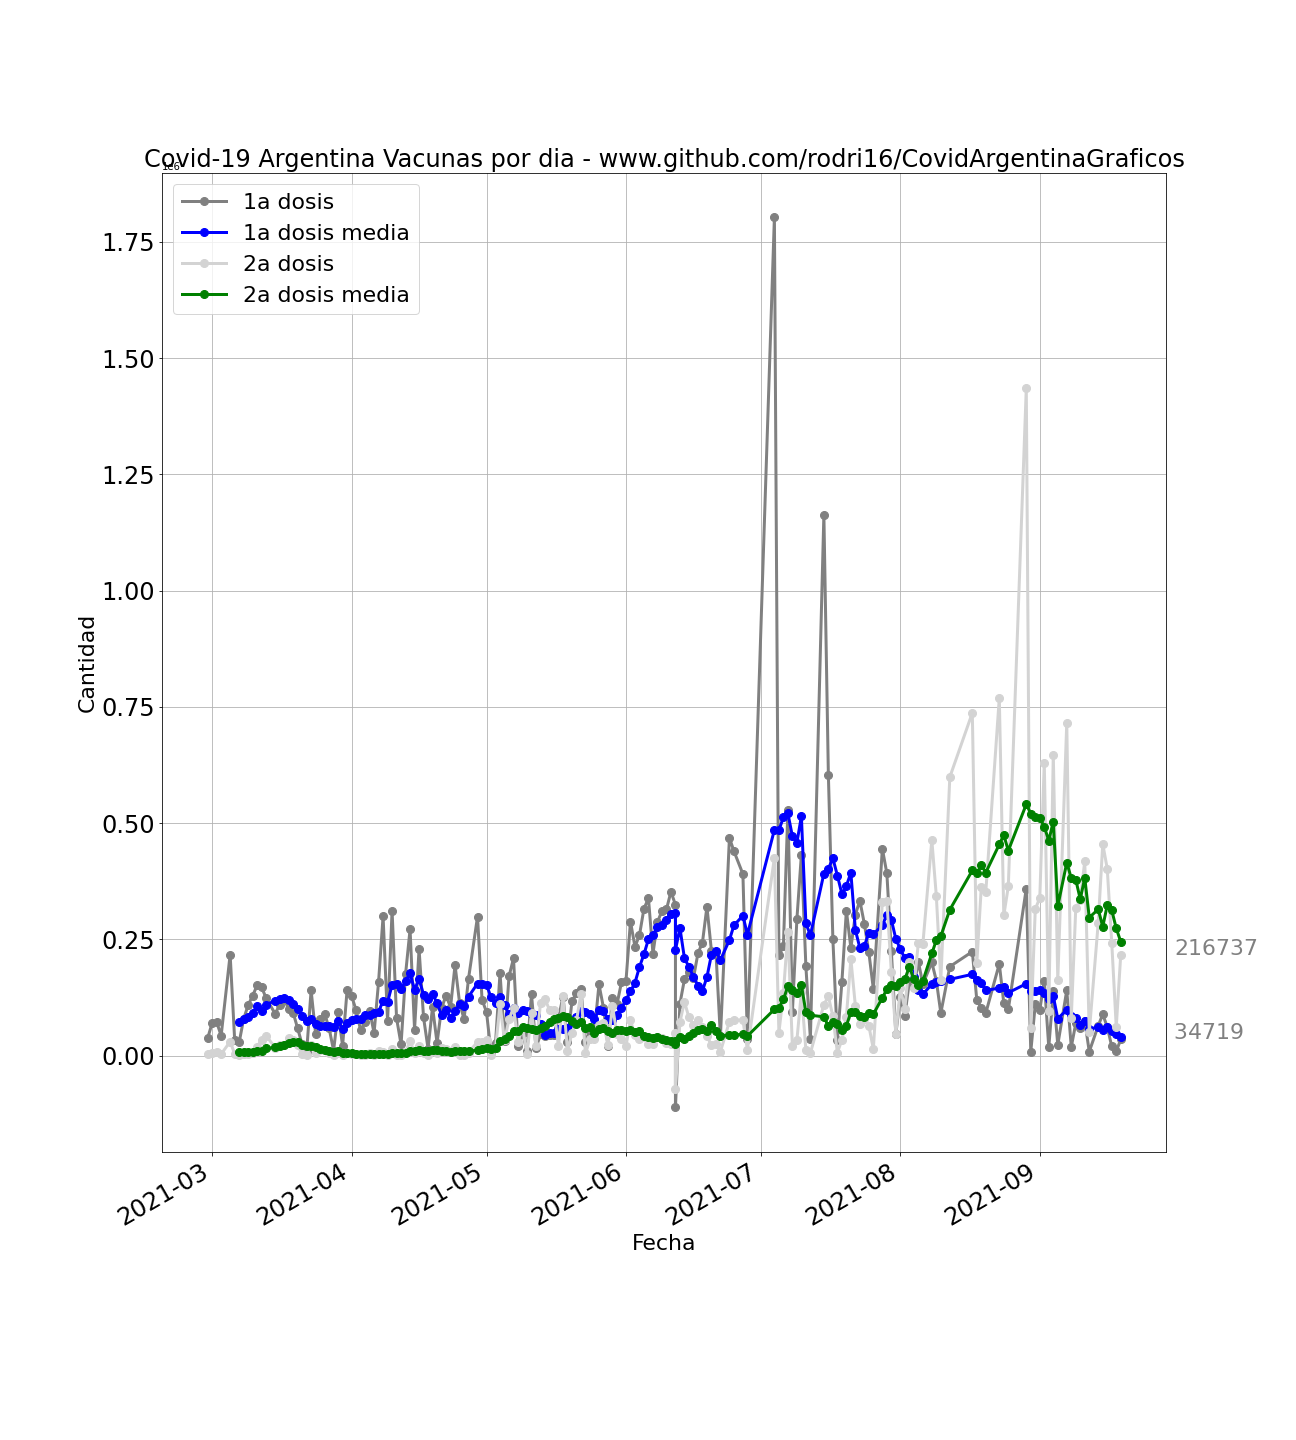 Covid-19 Argentina Vacunas por dia - www.github.com/rodri16/CovidArgentinaGraficos
1e6
1a dosis
1a dosis media
2a dosis
2a dosis media
1.75
1.50
1.25
1.00
0.75
0.50
0.25
0.00
Cantidad
216737
34719
2021-03
2021-04
2021-05
2021-06
2021-07
2021-08
2021-09
Fecha